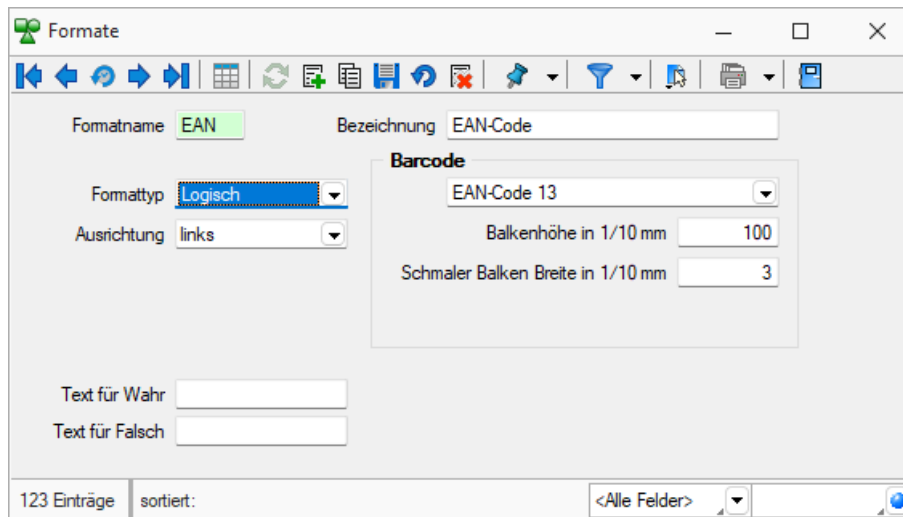 Formate
Formatname EAN Bezeichnung EAN-Code
Barcode
Formattyp Logisch EAN-Code 13
Ausrichtung links Balkenhöhe in 1/10 mm 100
Schmaler Balken Breite in 1/10 mm 3
Text für Wahr
Text für Falsch
123 Einträge sortiert: <Alle Felder>